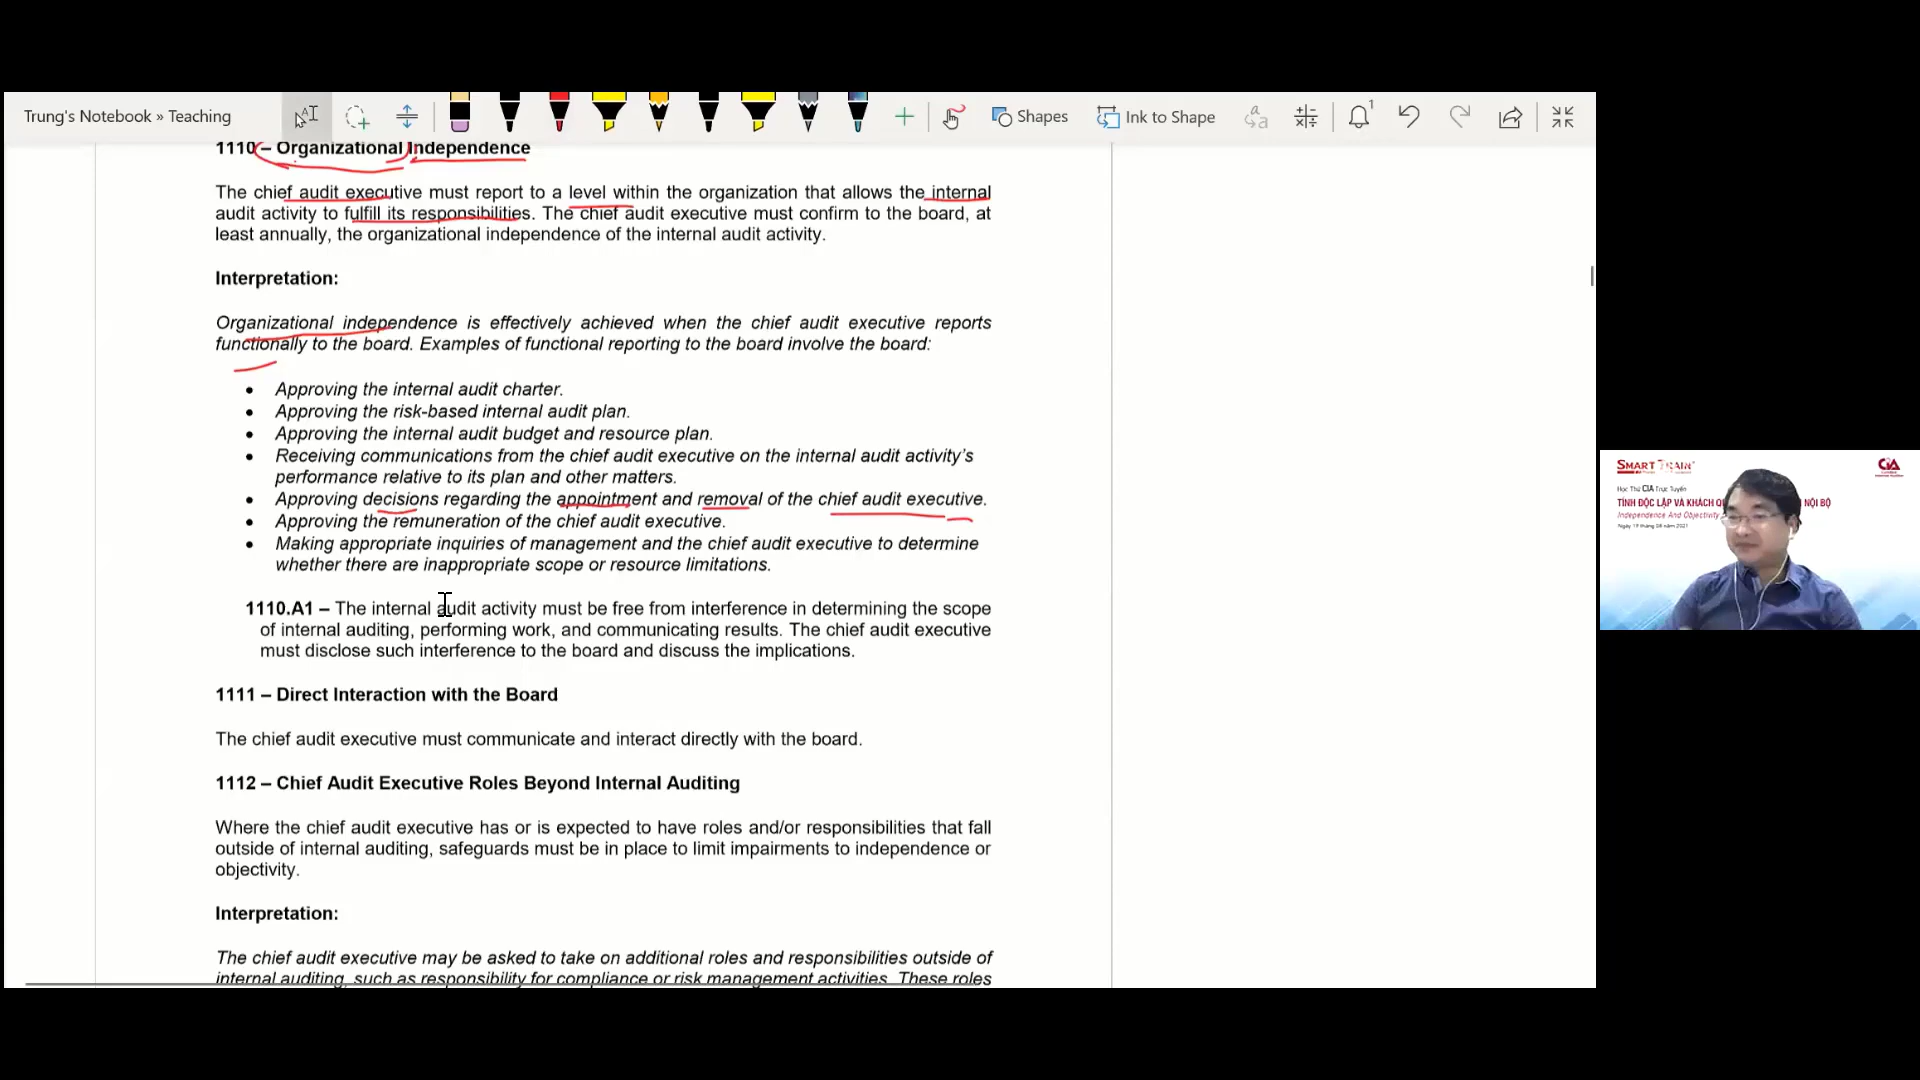 Trung's Notebook » Teaching
Shapes
Ink to Shape
1
1110 – Organizational Independence
The chief audit executive must report to a level within the organization that allows the internal
audit activity to fulfill its responsibilities. The chief audit executive must confirm to the board, at
least annually, the organizational independence of the internal audit activity.
Interpretation:
Organizational independence is effectively achieved when the chief audit executive reports
functionally to the board. Examples of functional reporting to the board involve the board:
• Approving the internal audit charter.
• Approving the risk-based internal audit plan.
• Approving the internal audit budget and resource plan.
• Receiving communications from the chief audit executive on the internal audit activity's
performance relative to its plan and other matters.
• Approving decisions regarding the appointment and removal of the chief audit executive.
• Approving the remuneration of the chief audit executive.
• Making appropriate inquiries of management and the chief audit executive to determine
whether there are inappropriate scope or resource limitations.
1110.A1 – The internal audit activity must be free from interference in determining the scope
of internal auditing, performing work, and communicating results. The chief audit executive
must disclose such interference to the board and discuss the implications.
1111 – Direct Interaction with the Board
The chief audit executive must communicate and interact directly with the board.
1112 – Chief Audit Executive Roles Beyond Internal Auditing
Where the chief audit executive has or is expected to have roles and/or responsibilities that fall
outside of internal auditing, safeguards must be in place to limit impairments to independence or
objectivity.
Interpretation:
The chief audit executive may be asked to take on additional roles and responsibilities outside of
internal auditing, such as responsibility for compliance or risk management activities. These roles
SMART TRAIN
CIA
Học Thử CIA Trực Tuyến
TÍNH ĐỘC LẬP VÀ KHÁCH NỘI BỘ
Independence And Objectivity
Ngày 19 tháng 08 năm 2021